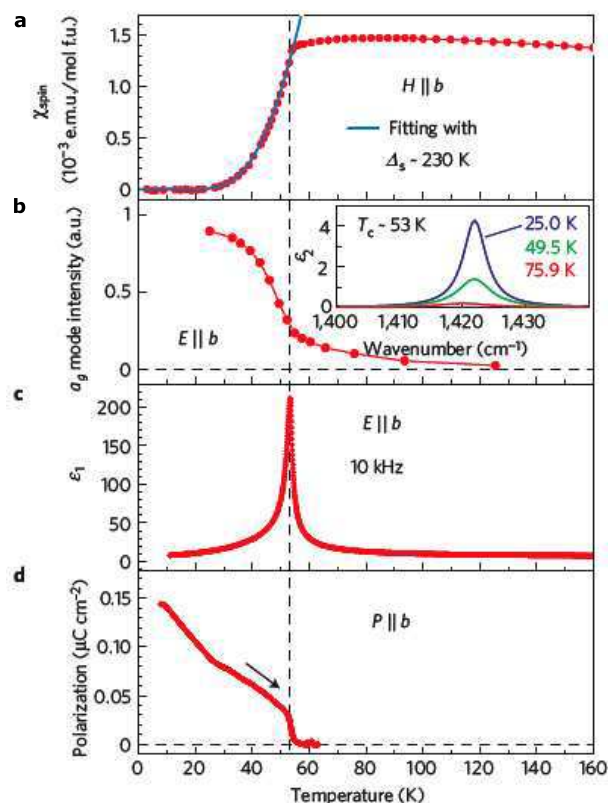 a
χspin
(10⁻³ e.m.u./mol f.u.)
1.5
1.0
0.5
0
H || b
Fitting with
Δs ~ 230 K
b
ag mode intensity (a.u.)
1
0.5
0
E || b
Tc ~ 53 K
25.0 K
49.5 K
75.9 K
ε2
4
2
0
1,400 1,410 1,420 1,430
Wavenumber (cm⁻¹)
c
ε1
200
150
100
50
0
E || b
10 kHz
d
Polarization (μC cm⁻²)
0.15
0.10
0.05
0
P || b
0 20 40 60 80 100 120 140 160
Temperature (K)